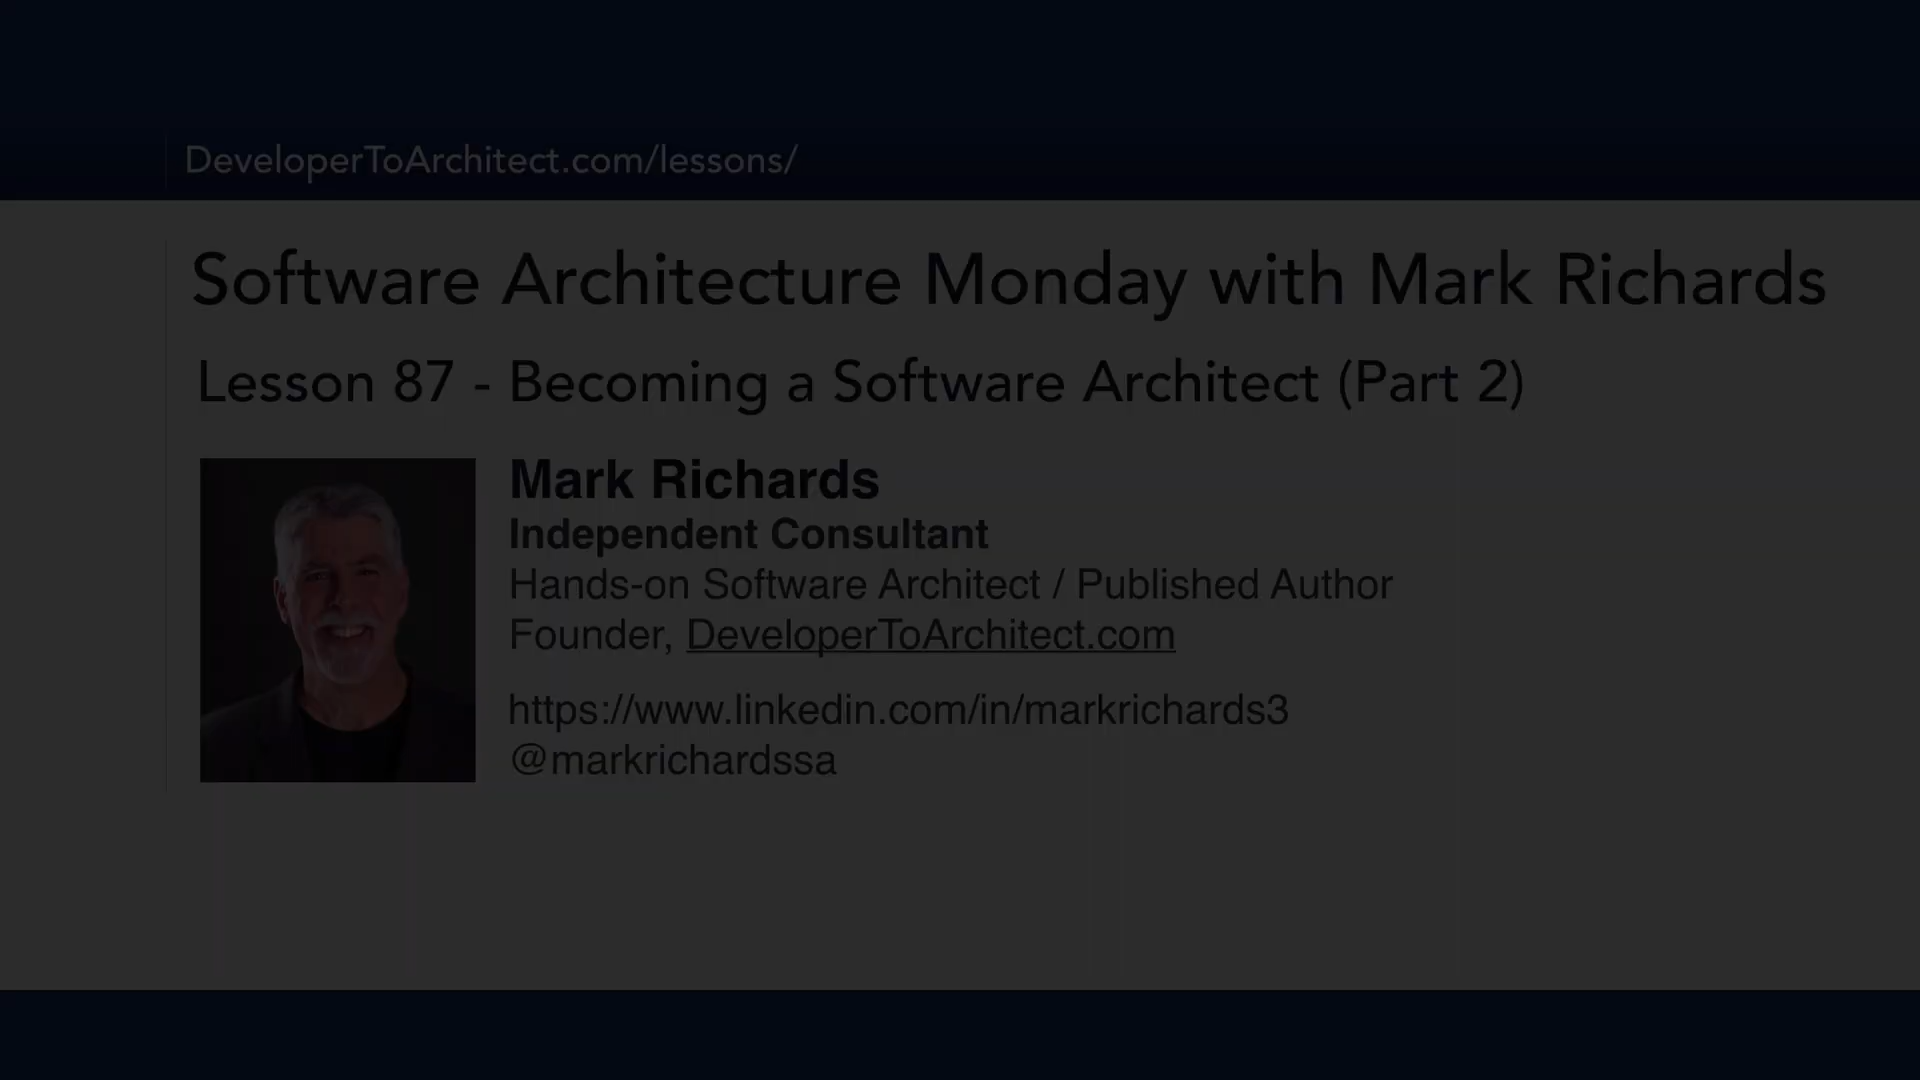 DeveloperToArchitect.com/lessons/
Software Architecture Monday with Mark Richards
Lesson 87 - Becoming a Software Architect (Part 2)
Mark Richards
Independent Consultant
Hands-on Software Architect / Published Author
Founder, DeveloperToArchitect.com
https://www.linkedin.com/in/markrichards3
@markrichardssa